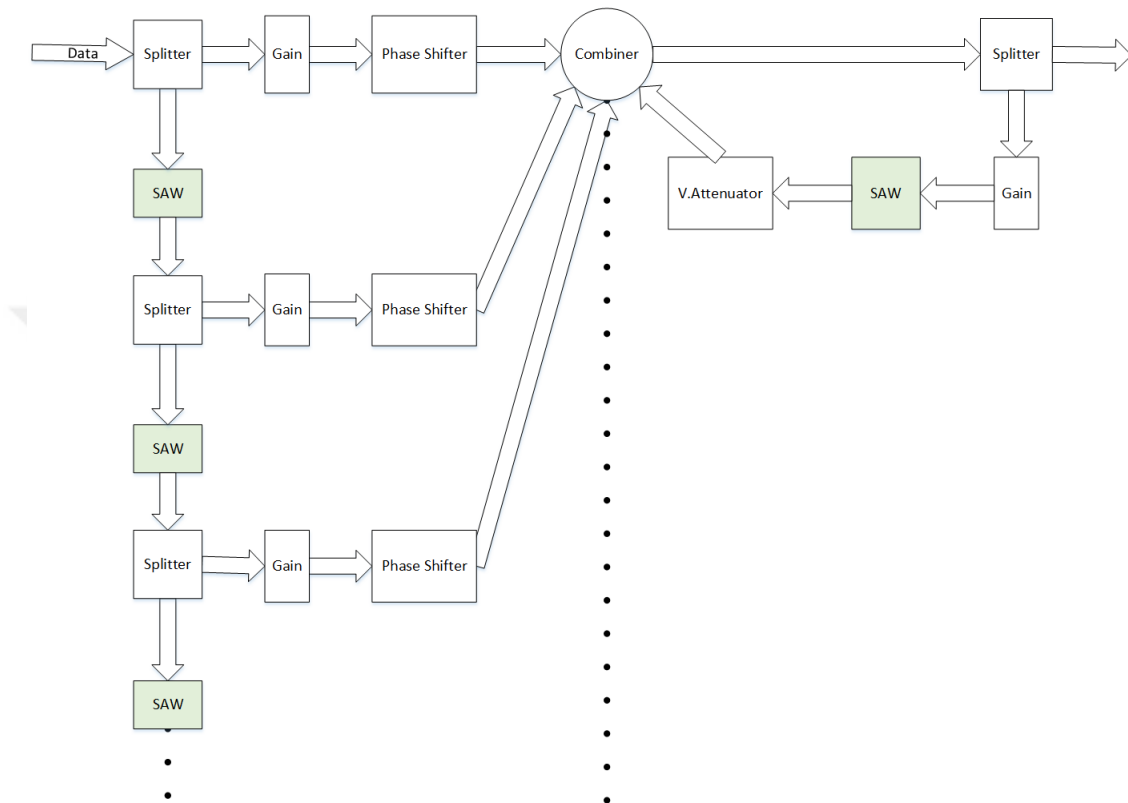 Data
Splitter
Gain
Phase Shifter
Combiner
Splitter
SAW
V.Attenuator
SAW
Gain
Splitter
Gain
Phase Shifter
SAW
Splitter
Gain
Phase Shifter
SAW